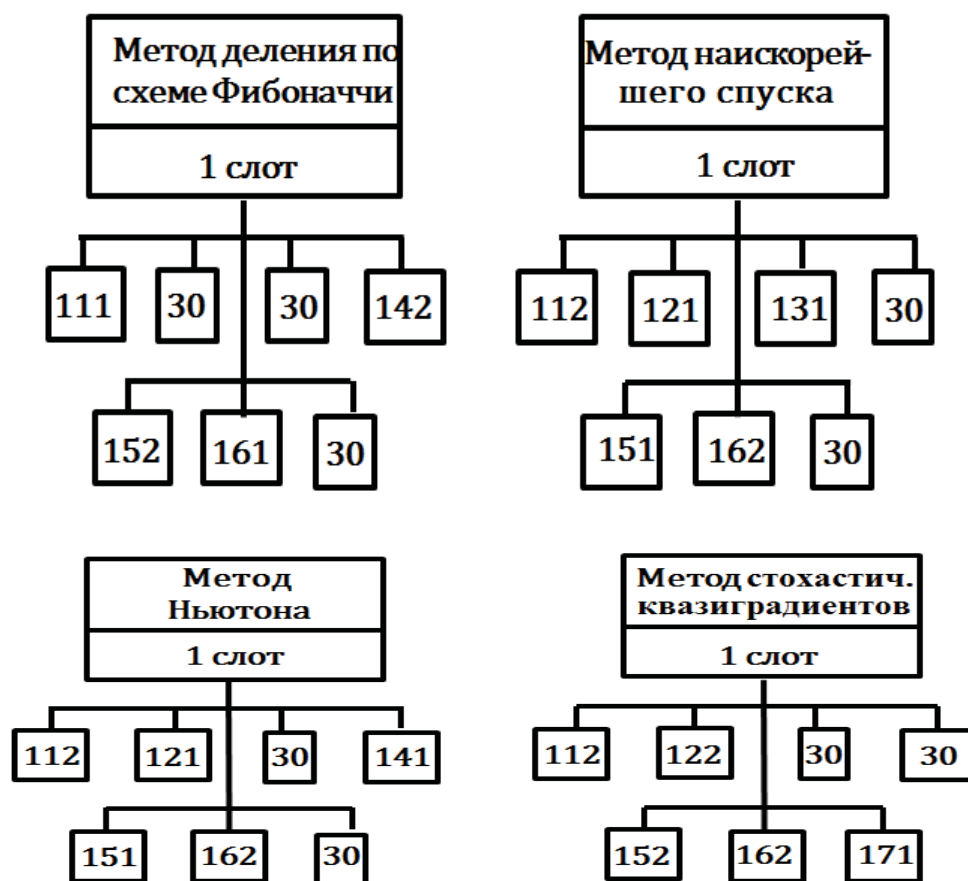 Метод деления по
схеме Фибоначчи
1 слот
111 30 30 142
152 161 30
Метод наискорей-
шего спуска
1 слот
112 121 131 30
151 162 30
Метод
Ньютона
1 слот
112 121 30 141
151 162 30
Метод стохастич.
квазиградиентов
1 слот
112 122 30 30
152 162 171